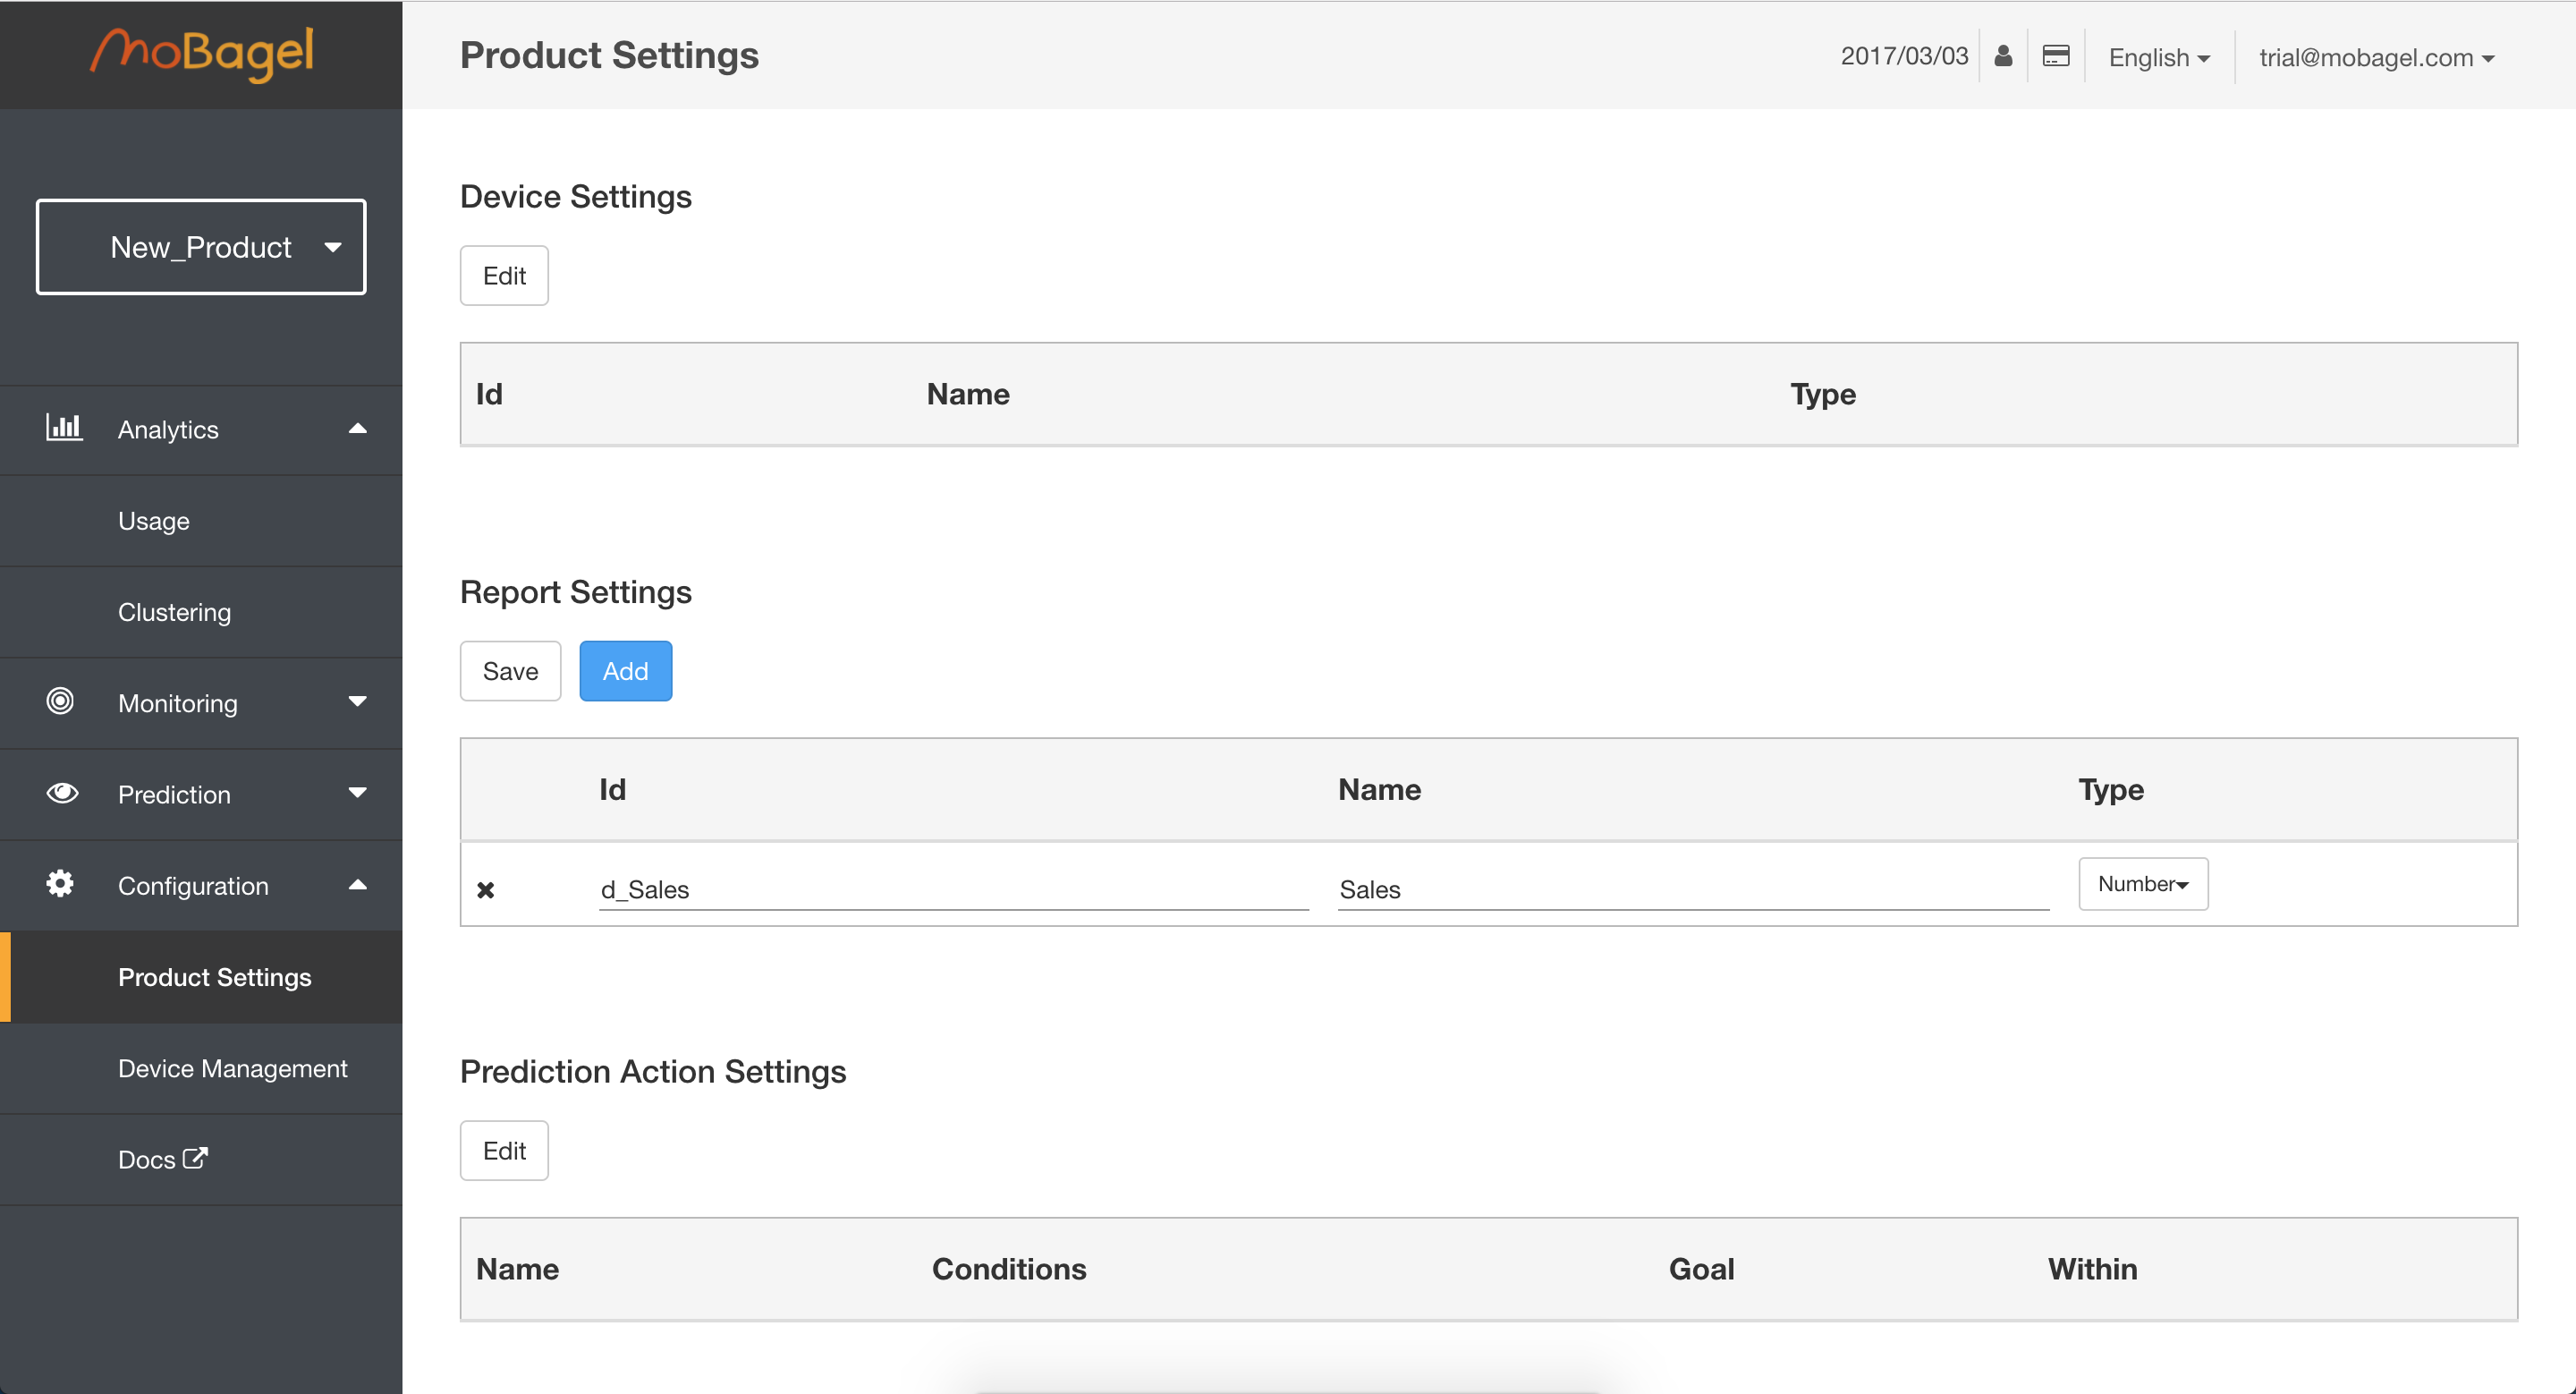 moBagel
Product Settings
2017/03/03
English
trial@mobagel.com
New_Product
Analytics
Usage
Clustering
Monitoring
Prediction
Configuration
Product Settings
Device Management
Docs
Device Settings
Edit
Id Name Type
Report Settings
Save Add
Id Name Type
d_Sales Sales Number
Prediction Action Settings
Edit
Name Conditions Goal Within